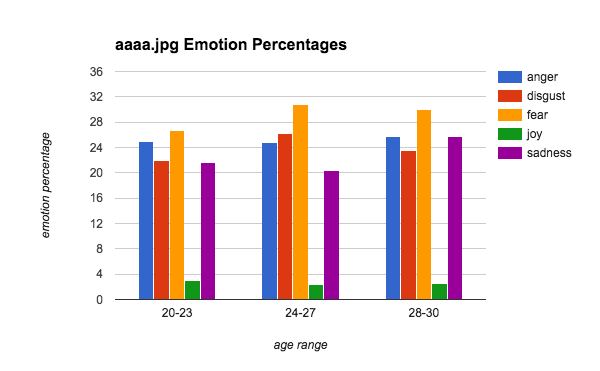 aaaa.jpg Emotion Percentages
emotion percentage
36
32
28
24
20
16
12
8
4
0
20-23
24-27
28-30
age range
anger
disgust
fear
joy
sadness